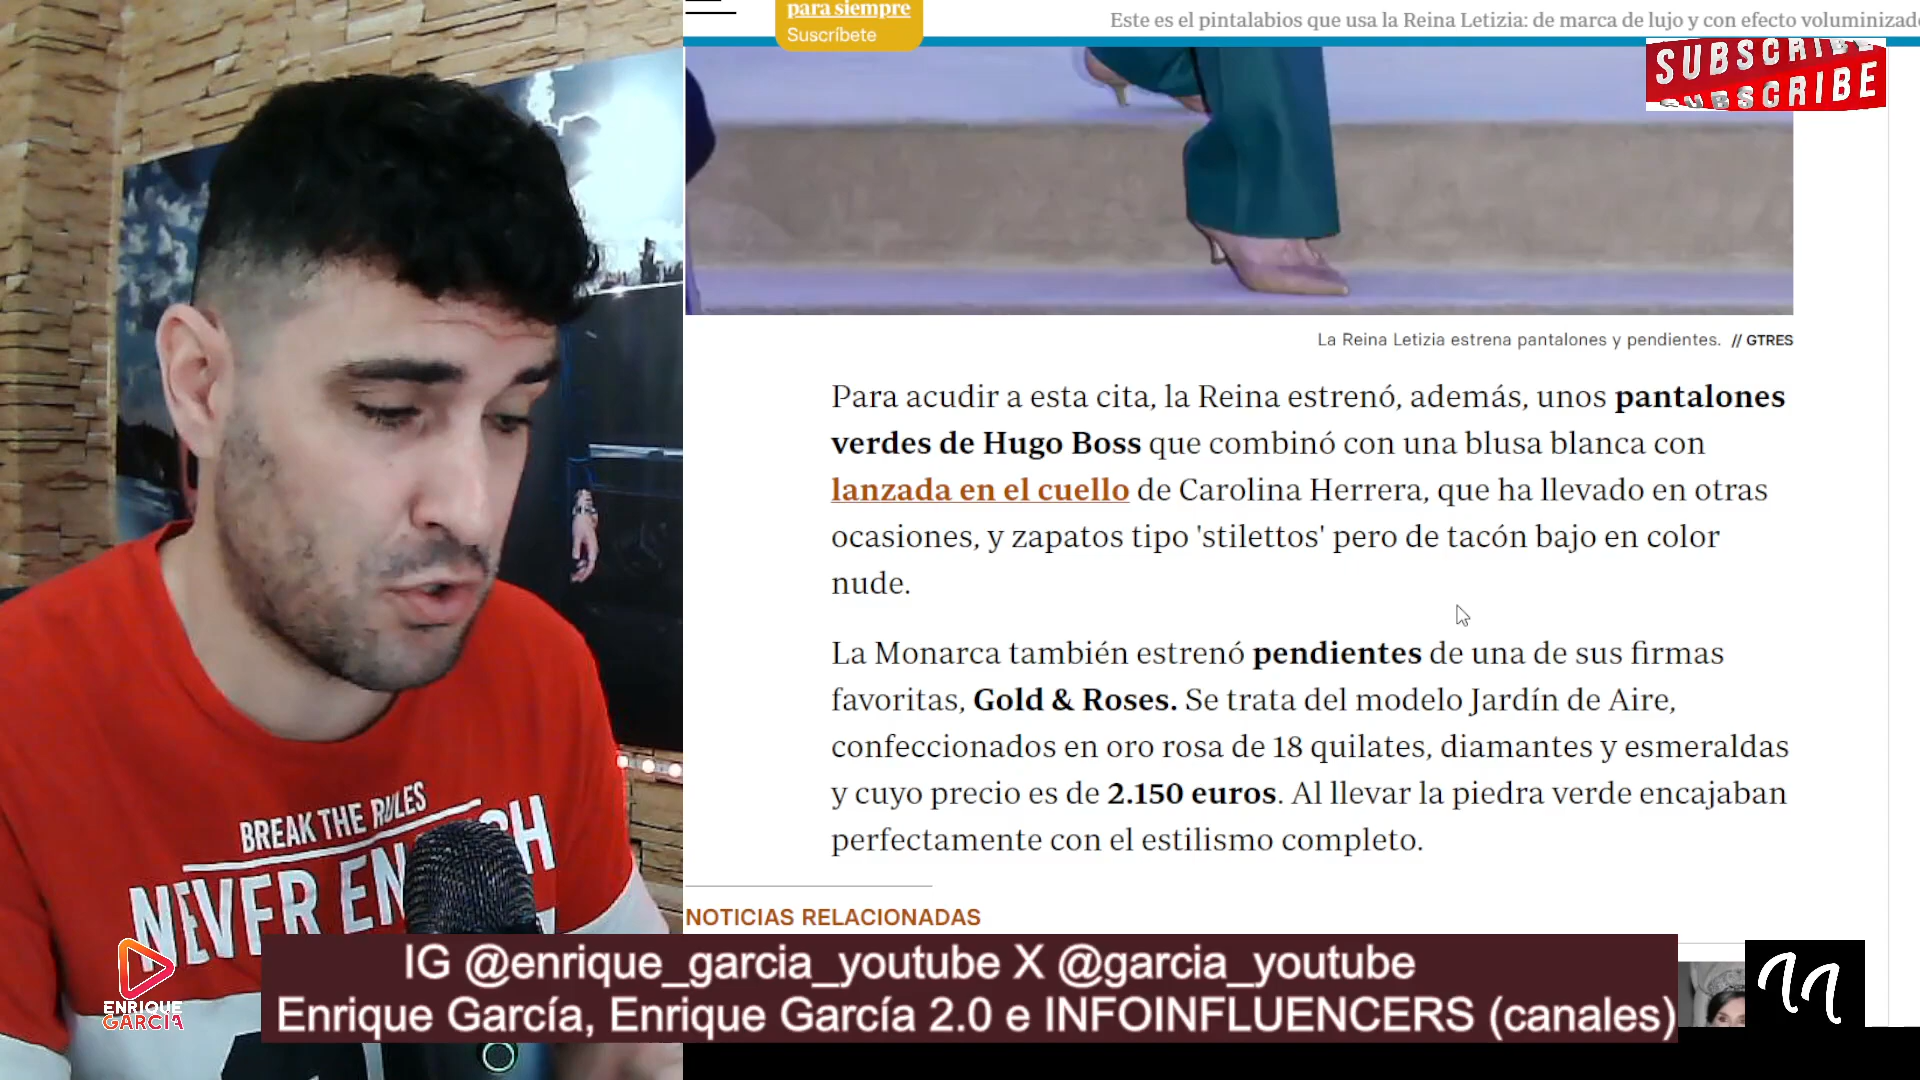 para siempre
Suscríbete
Este es el pintalabios que usa la Reina Letizia: de marca de lujo y con efecto
SUBSCRIBE
SUBSCRIBE
La Reina Letizia estrena pantalones y pendientes. // GTRES
Para acudir a esta cita, la Reina estrenó, además, unos pantalones
verdes de Hugo Boss que combinó con una blusa blanca con
lanzada en el cuello de Carolina Herrera, que ha llevado en otras
ocasiones, y zapatos tipo 'stilettos' pero de tacón bajo en color
nude.
La Monarca también estrenó pendientes de una de sus firmas
favoritas, Gold & Roses. Se trata del modelo Jardín de Aire,
confeccionados en oro rosa de 18 quilates, diamantes y esmeraldas
y cuyo precio es de 2.150 euros. Al llevar la piedra verde encajaban
perfectamente con el estilismo completo.
NOTICIAS RELACIONADAS
BREAK THE RULES
NEVER
IG @enrique_garcia_youtube X @garcia_youtube
Enrique García, Enrique García 2.0 e INFOINFLUENCERS (canales)
ENRIQUE
GARCÍA